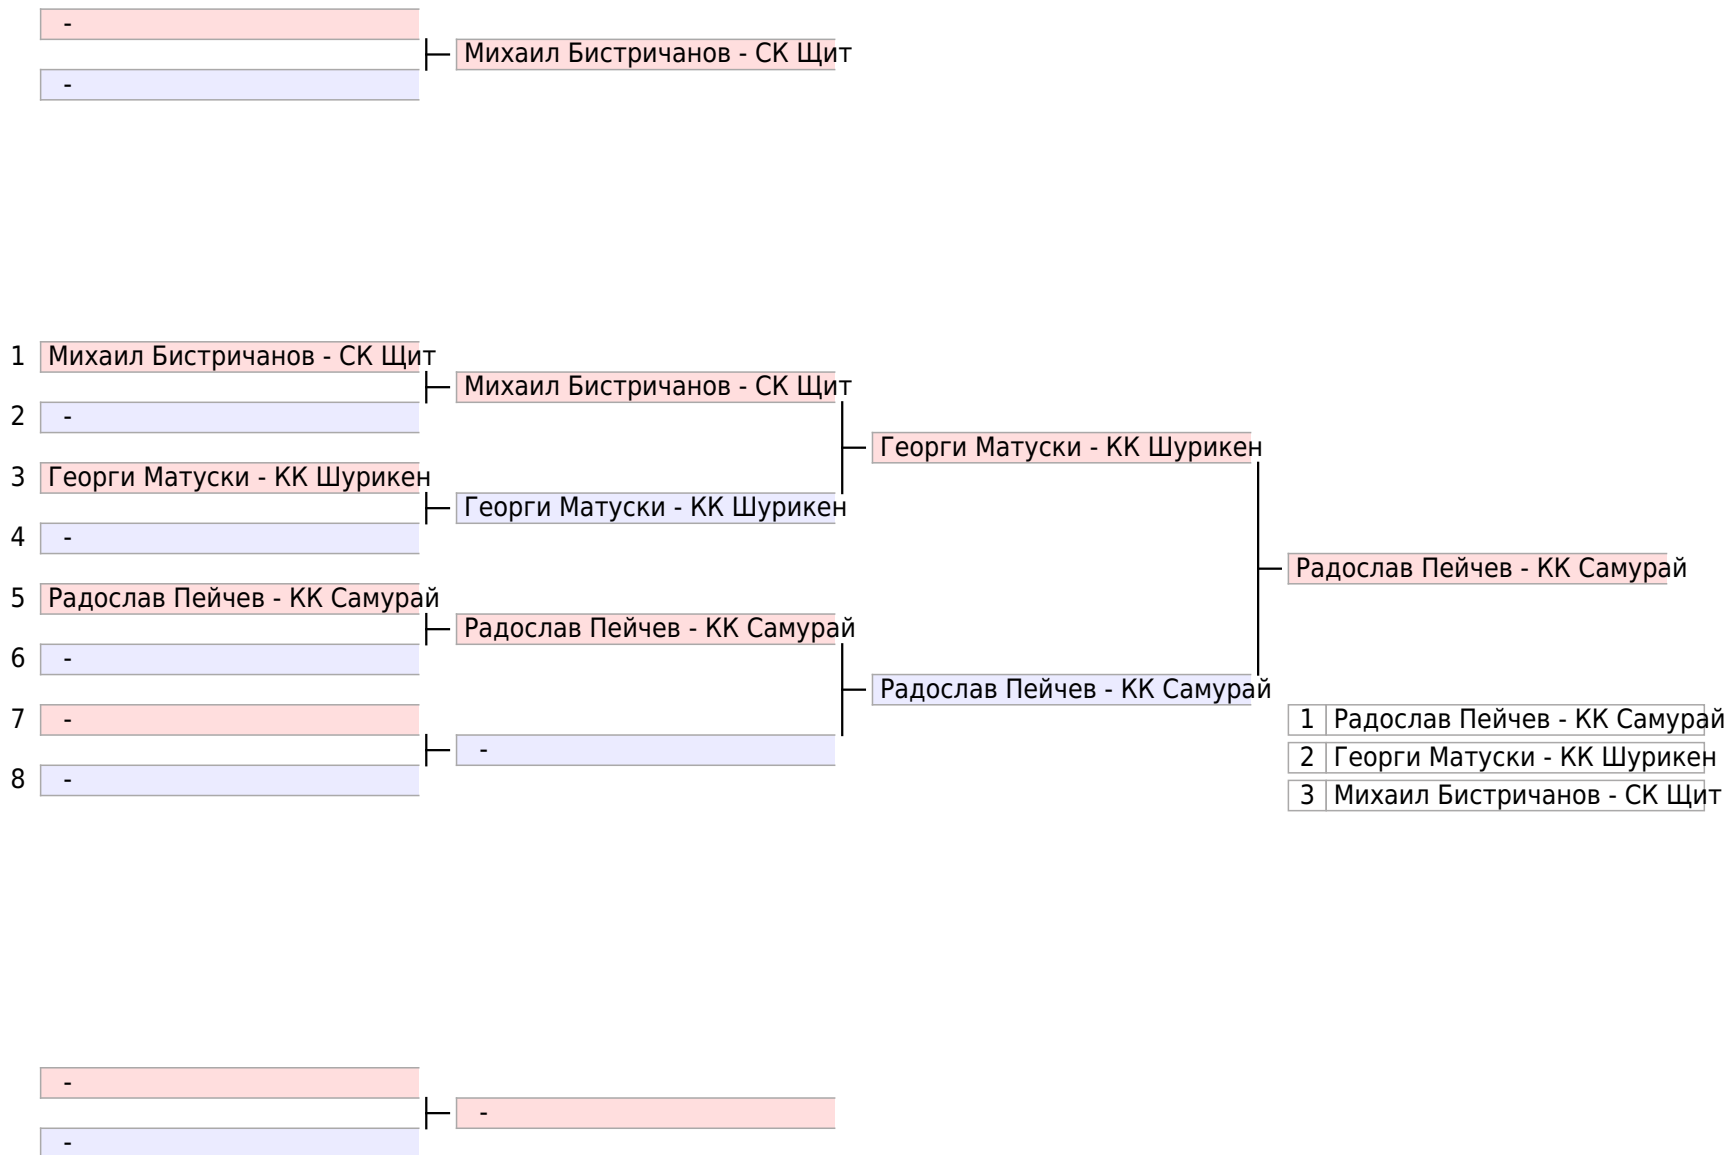 -
Михаил Бистричанов - СК Щит
-
1 Михаил Бистричанов - СК Щит
Михаил Бистричанов - СК Щит
2 -
Георги Матуски - КК Шурикен
3 Георги Матуски - КК Шурикен
Георги Матуски - КК Шурикен
4 -
Радослав Пейчев - КК Самурай
5 Радослав Пейчев - КК Самурай
Радослав Пейчев - КК Самурай
6 -
Радослав Пейчев - КК Самурай
7 -
1 Радослав Пейчев - КК Самурай
-
2 Георги Матуски - КК Шурикен
8 -
3 Михаил Бистричанов - СК Щит
-
-
-